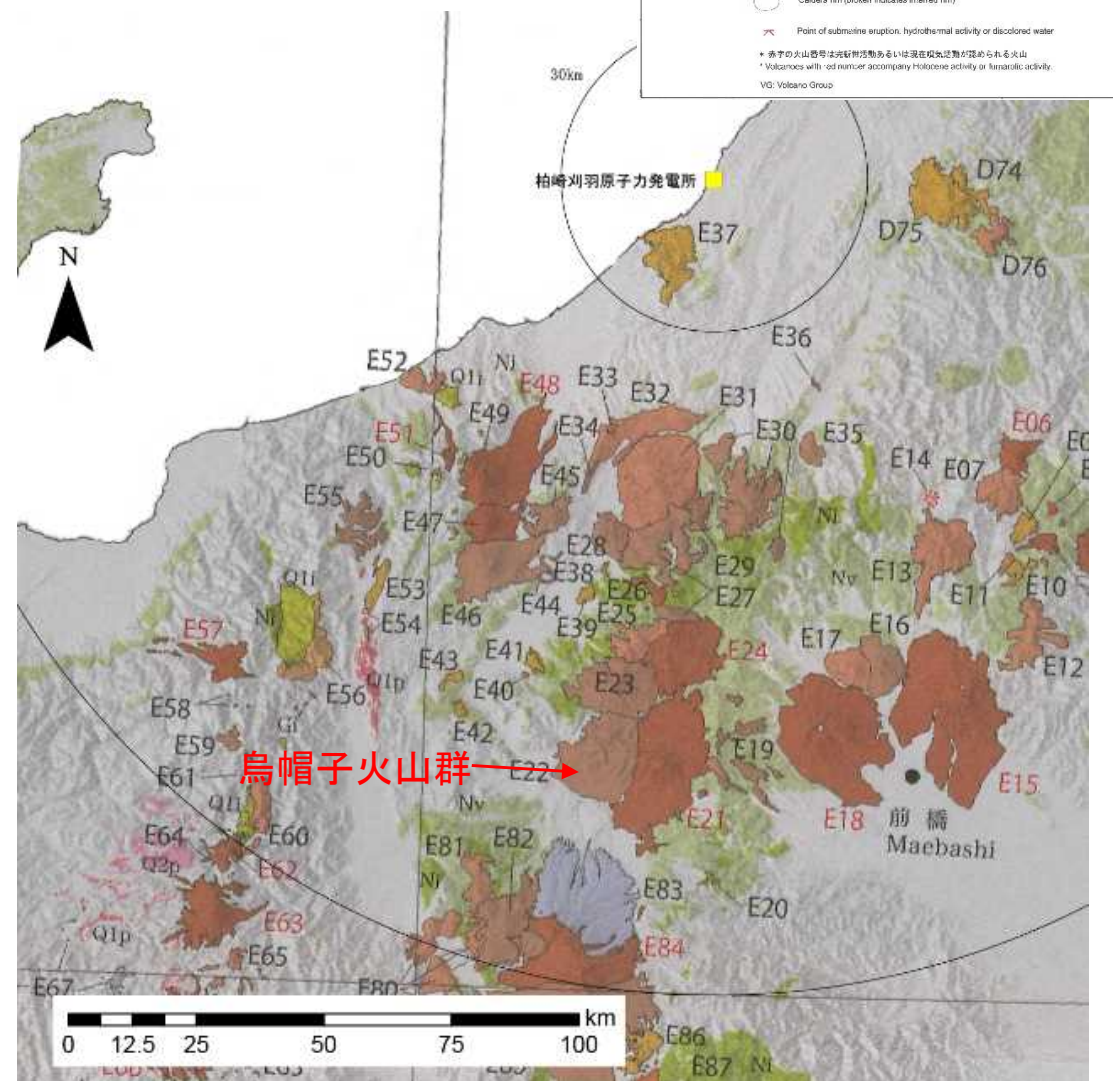 Caldera rim (broken indicates inferred rim)
Point of submarine eruption, hydrothermal activity or discolored water
* 赤字の火山番号は完新世活動あるいは現在噴気活動が認められる火山
* Volcanoes with red number accompany Holocene activity or fumarolic activity.
VG: Volcano Group
30km
柏崎刈羽原子力発電所
D74
E37
D75
N
D76
E36
E52
Nj
Q1i
E48
E33
E32
E31
E49
E34
E30
E35
E06
E51
E14
E07
E50
E45
E55
E47
Nj
E28
E38
E29
E13
E10
Q1i
E53
E26
Nv
E11
E46
E44
E25
E27
Nj
E54
E39
E17
E16
E57
E41
E24
E12
E43
E23
E40
Q1p
E56
E58
Gi
E42
E19
E59
烏帽子火山群
E22
E61
E15
Nv
E21
E18
前橋
Q1i
E82
Maebashi
E64
E60
E81
Q2p
E62
Nj
E83
E20
E63
Q1p
E84
E65
E67
E80
km
0 12.5 25 50 75 100
E86
E87
Nj